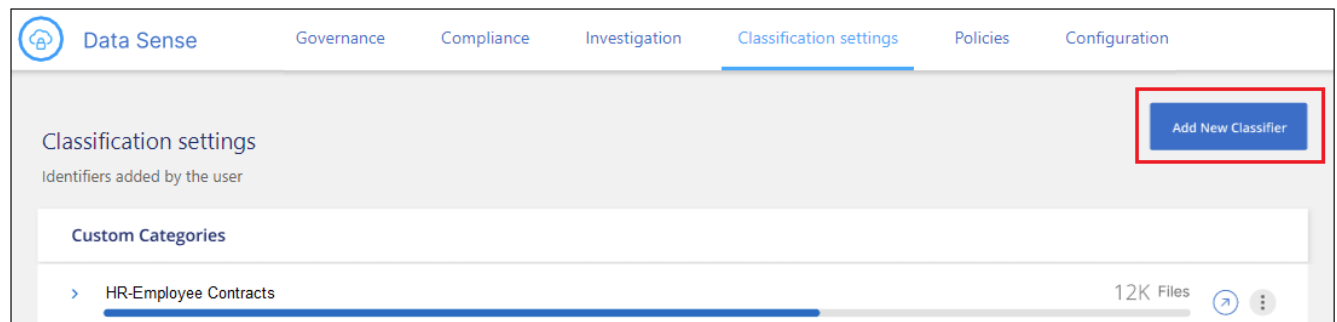 Data Sense Governance Compliance Investigation Classification settings Policies Configuration
Add New Classifier
Classification settings
Identifiers added by the user
Custom Categories
HR-Employee Contracts 12K Files